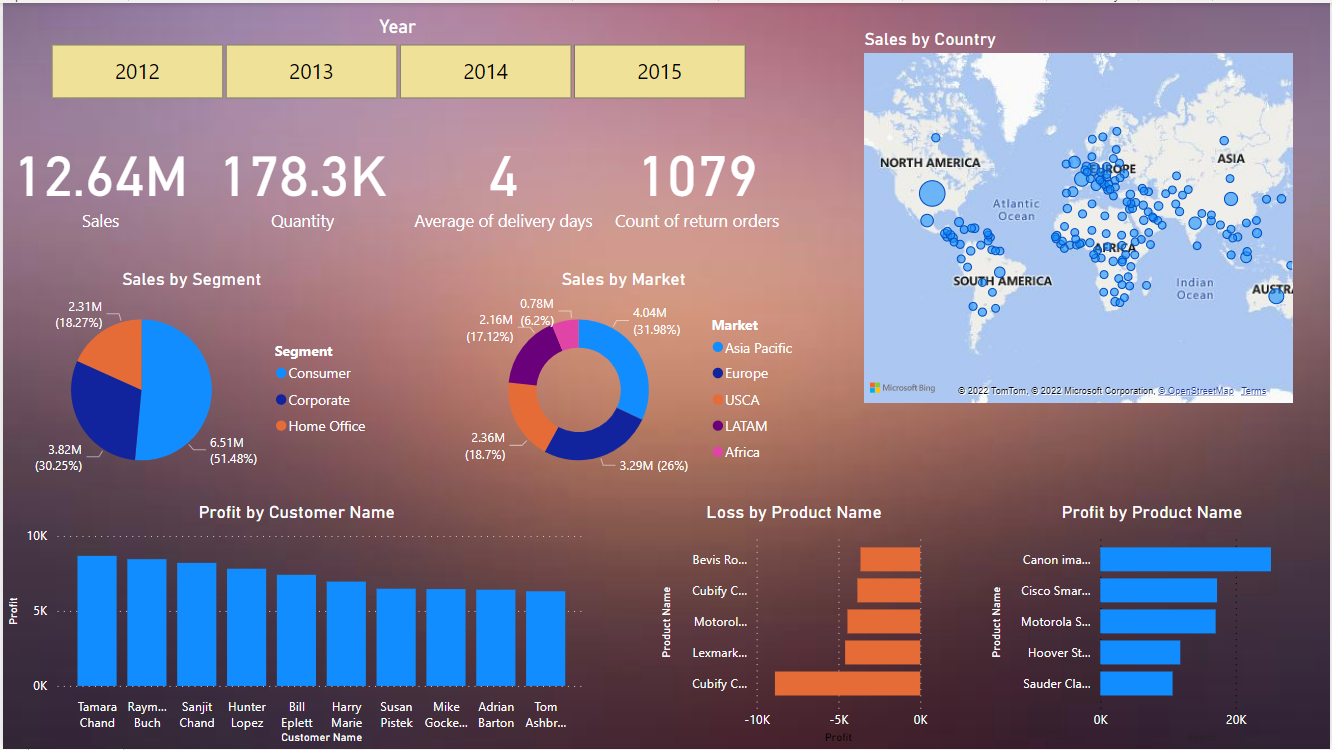 Year
2012
2013
2014
2015
12.64M
Sales
178.3K
Quantity
4
Average of delivery days
1079
Count of return orders
Sales by Country
NORTH AMERICA
EUROPE
ASIA
Atlantic
Ocean
AFRICA
SOUTH AMERICA
Indian
Ocean
AUSTRA
Microsoft Bing
© 2022 TomTom, © 2022 Microsoft Corporation, © OpenStreetMap Terms
Sales by Segment
2.31M
(18.27%)
3.82M
(30.25%)
6.51M
(51.48%)
Segment
Consumer
Corporate
Home Office
Sales by Market
0.78M
(6.2%)
2.16M
(17.12%)
4.04M
(31.98%)
2.36M
(18.7%)
3.29M (26%)
Market
Asia Pacific
Europe
USCA
LATAM
Africa
Profit by Customer Name
Profit
10K
5K
0K
Tamara
Chand
Raym...
Buch
Sanjit
Chand
Hunter
Lopez
Bill
Eplett
Harry
Marie
Susan
Pistek
Mike
Gocke...
Adrian
Barton
Tom
Ashbr...
Customer Name
Loss by Product Name
Product Name
Bevis Ro...
Cubify C...
Motorol...
Lexmark...
Cubify C...
-10K
-5K
0K
Profit
Profit by Product Name
Product Name
Canon ima...
Cisco Smar...
Motorola S...
Hoover St...
Sauder Cla...
0K
20K